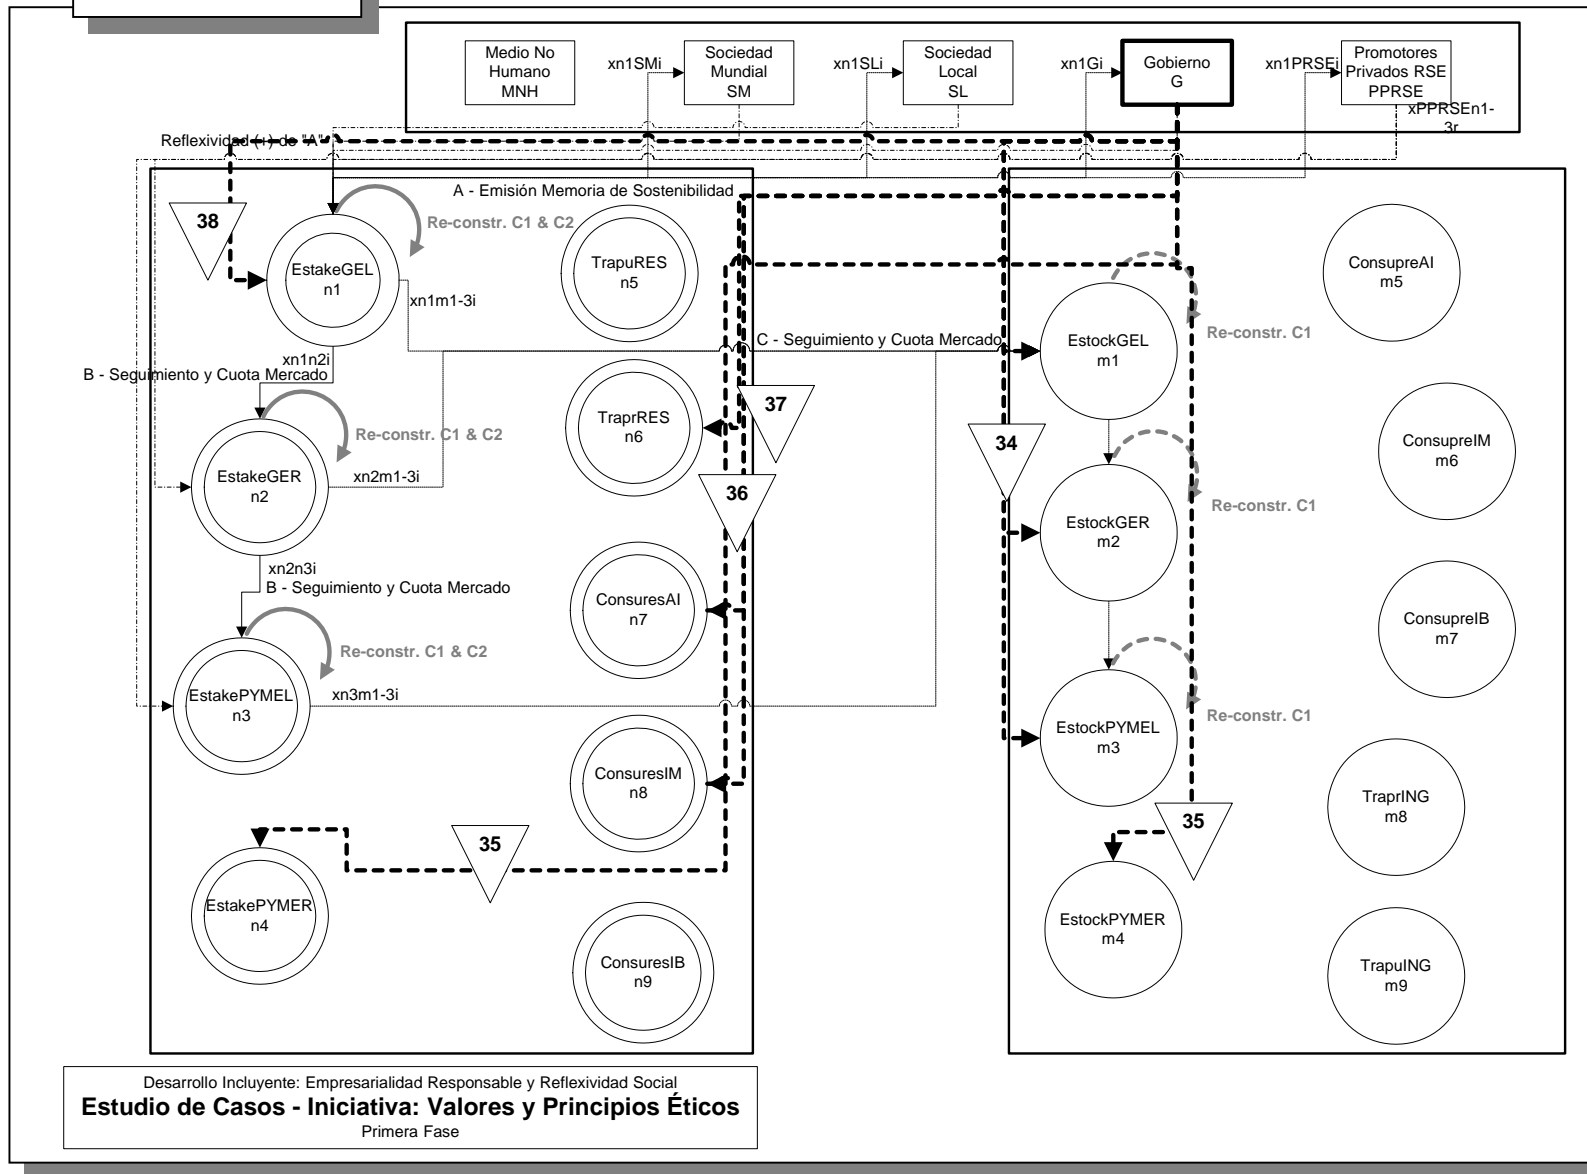 Medio No
Humano
MNH
xn1SMi
Sociedad
Mundial
SM
xn1SLi
Sociedad
Local
SL
xn1Gi
Gobierno
G
xn1PRSEi
Promotores
Privados RSE
PPRSE
xPPRSEn1-
3r
Reflexividad (+) de "A"
A - Emisión Memoria de Sostenibilidad
38
Re-constr. C1 & C2
EstakeGEL
n1
xn1m1-3i
TrapuRES
n5
ConsupreAI
m5
Re-constr. C1
xn1n2i
B - Seguimiento y Cuota Mercado
C - Seguimiento y Cuota Mercado
EstockGEL
m1
37
TraprRES
n6
Re-constr. C1 & C2
34
ConsupreIM
m6
EstakeGER
n2
xn2m1-3i
36
Re-constr. C1
EstockGER
m2
xn2n3i
B - Seguimiento y Cuota Mercado
ConsuresAI
n7
ConsupreIB
m7
Re-constr. C1 & C2
EstakePYMEL
n3
xn3m1-3i
Re-constr. C1
EstockPYMEL
m3
ConsuresIM
n8
TraprING
m8
35
35
EstakePYMER
n4
EstockPYMER
m4
ConsuresIB
n9
TrapuING
m9
Desarrollo Incluyente: Empresarialidad Responsable y Reflexividad Social
Estudio de Casos - Iniciativa: Valores y Principios Éticos
Primera Fase